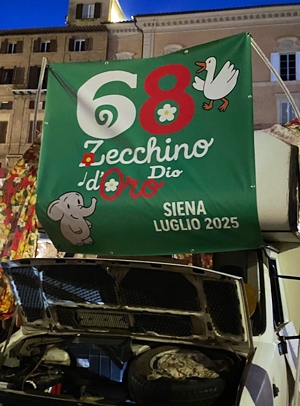 68
Zecchino
d'Oro Dio
SIENA
LUGLIO 2025